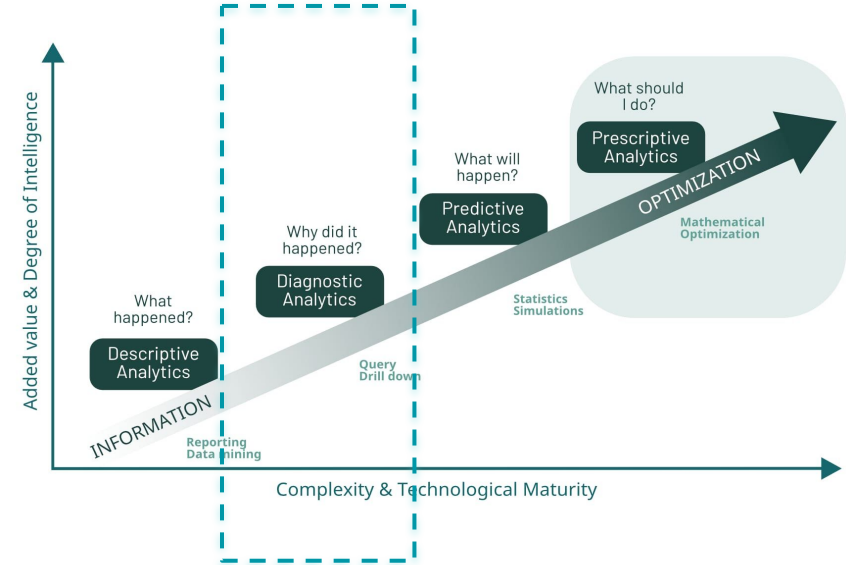 What should
I do?
Prescriptive
Analytics
OPTIMIZATION
Mathematical
Optimization
What will
happen?
Predictive
Analytics
Statistics
Simulations
Why did it
happened?
Diagnostic
Analytics
Query
Drill down
What
happened?
Descriptive
Analytics
INFORMATION
Reporting
Data mining
Added value & Degree of Intelligence
Complexity & Technological Maturity